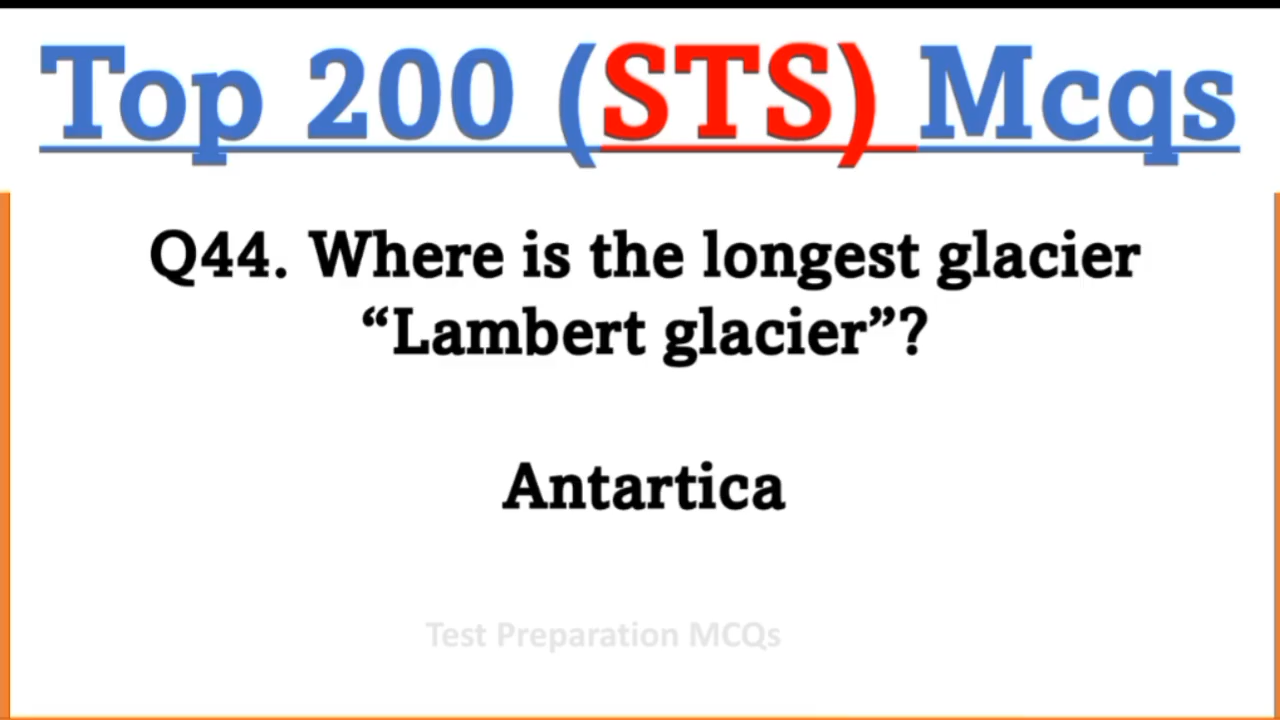 Top 200 (STS) Mcqs
Q44. Where is the longest glacier
“Lambert glacier”?
Antartica
Test Preparation MCQs